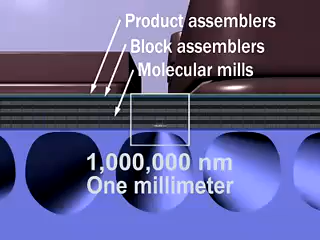 Product assemblers
Block assemblers
Molecular mills
1,000,000 nm
One millimeter